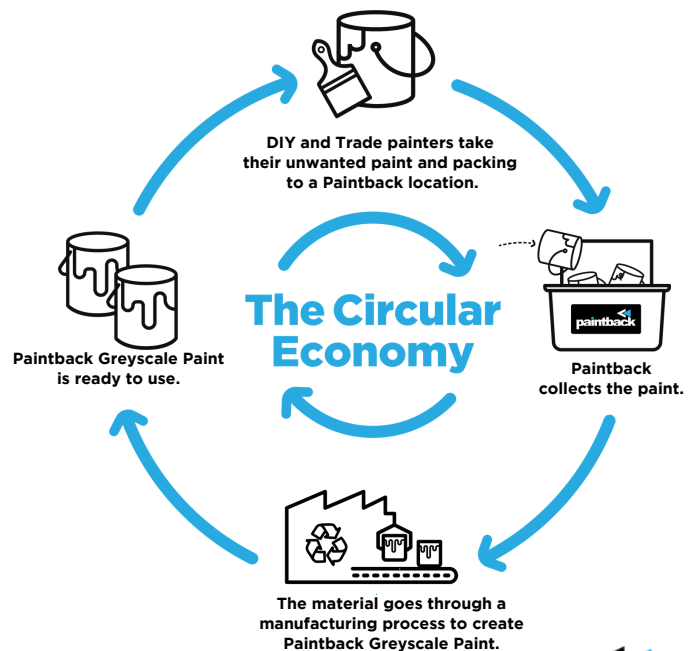 DIY and Trade painters take
their unwanted paint and packing
to a Paintback location.
The Circular
Economy
paintback
Paintback
collects the paint.
Paintback Greyscale Paint
is ready to use.
The material goes through a
manufacturing process to create
Paintback Greyscale Paint.